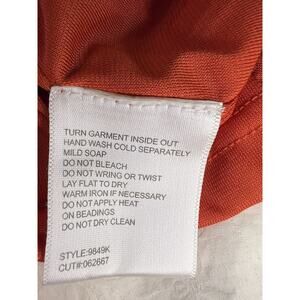 TURN GARMENT INSIDE OUT
HAND WASH COLD SEPARATELY
MILD SOAP
DO NOT BLEACH
DO NOT WRING OR TWIST
LAY FLAT TO DRY
WARM IRON IF NECESSARY
DO NOT APPLY HEAT
ON BEADINGS
DO NOT DRY CLEAN
STYLE:9849K
CUT#:062667